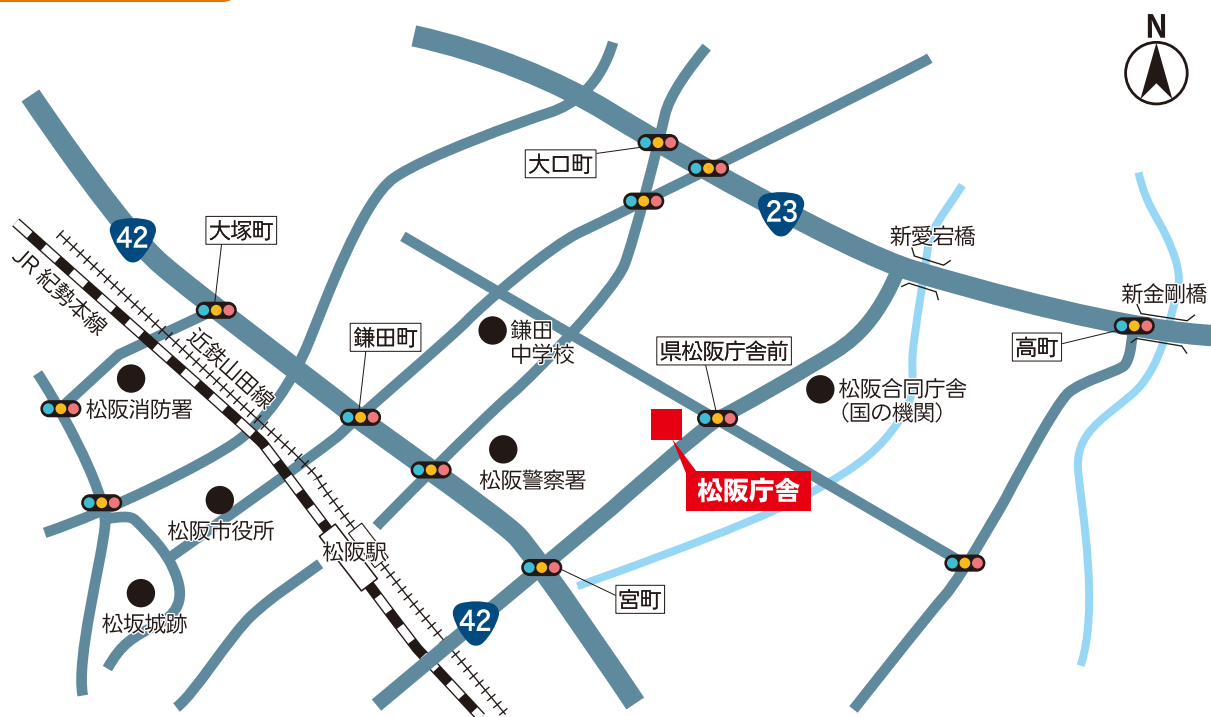 N
大口町
23
42
大塚町
新愛宕橋
JR 紀勢本線
新金剛橋
近鉄山田線
鎌田町
鎌田
中学校
県松阪庁舎前
高町
松阪消防署
松阪合同庁舎
(国の機関)
松阪警察署
松阪庁舎
松阪市役所
松阪駅
宮町
松坂城跡
42